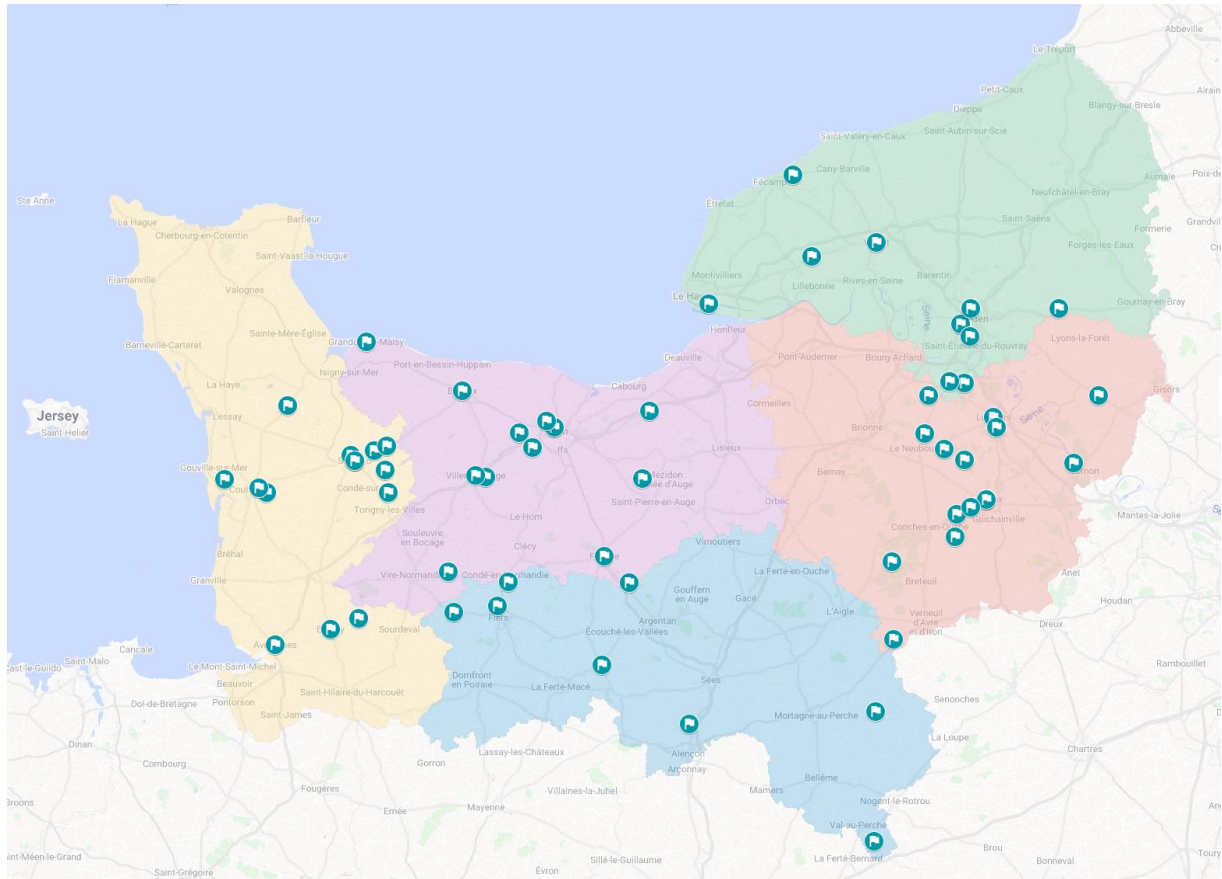 Abbeville
Le Tréport
Petit-Caux
Airain
Dieppe
Blangy-sur-Bresle
Saint-Aubin-sur-Scie
Saint-Valery-en-Caux
Cany-Barville
Aumale
Poix-de
Fécamp
Neufchâtel-en-Bray
Ste Anne
Étretat
Saint-Saëns
Grandvil
La Hague
Barfleur
Formerie
Cherbourg-en-Cotentin
Forges-les-Eaux
Saint-Vaast-la-Hougue
Montivilliers
Barentin
Flamanville
Lillebonne
Rives-en-Seine
Valognes
Le Ha
Gournay-en-Bray
Seine
en
Honfleur
Sainte-Mère-Église
Lyons-la-Forêt
Barneville-Carteret
Grandc
-Maisy
Saint-Étienne-du-Rouvray
Deauville
Pont-Audemer
Bourg-Achard
Port-en-Bessin-Huppain
Isigny-sur-Mer
La Haye
Cabourg
Gisors
Cormeilles
Lessay
Jersey
Seine
Saint-Helier
Brionne
Ifs
Lisieux
Le Neubou
Gouville-sur-Mer
Bernay
Mézidon
Vallée d'Auge
Condé-sur
Saint-Pierre-en-Auge
Orbec
Torigny-les-Villes
Mantes-la-Jolie
Le Hom
Guichainville
Conches-en-Ouche
Souleuvre
en Bocage
Clécy
Vimoutiers
Bréhal
La Ferté-en-Ouche
Anet
Granville
Vire-Normandie
Condé-en-Normandie
Breteuil
Gouffern
en Auge
Gacé
Houdan
L'Aigle
Verneuil
d'Avre
et d'Iton
Flers
Argentan
Dreux
Sourdeval
Écouché-les-Vallées
Cancale
Saint-Malo
Le Mont-Saint-Michel
Rambouillet
Domfront
en Poiraie
Sées
Beauvoir
La Ferté-Macé
Saint-Hilaire-du-Harcouët
Senonches
Dol-de-Bretagne
Pontorson
Saint-James
Mortagne-au-Perche
La Loupe
Dinan
Lassay-les-Châteaux
Alençon
Chartres
Combourg
Gorron
Arçonnay
Bellême
Fougères
Villaines-la-Juhel
Mamers
Ernée
Mayenne
Nogent-le-Rotrou
Broons
Val-au-Perche
Brou
La Ferté-Bernard
Bonneval
Toury
Sillé-le-Guillaume
Évron
Saint-Grégoire